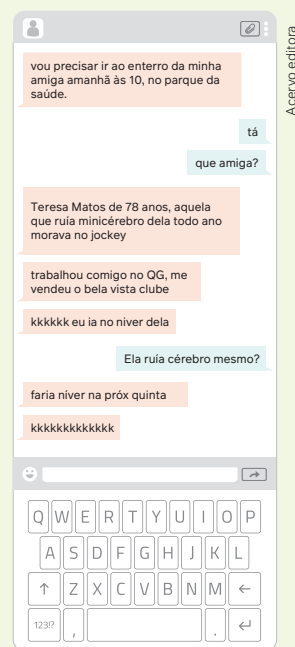 vou precisar ir ao enterro da minha
amiga amanhã às 10, no parque da
saúde.
tá
que amiga?
Teresa Matos de 78 anos, aquela
que ruía minicérebro dela todo ano
morava no jockey
trabalhou comigo no QG, me
vendeu o bela vista clube
kkkkkk eu ia no niver dela
Ela ruía cérebro mesmo?
faria níver na próx quinta
kkkkkkkkkkkkk
Q W E R T Y U I O P
A S D F G H J K L
↑ Z X C V B N M ←
123!? , . ↵
Acervo editora